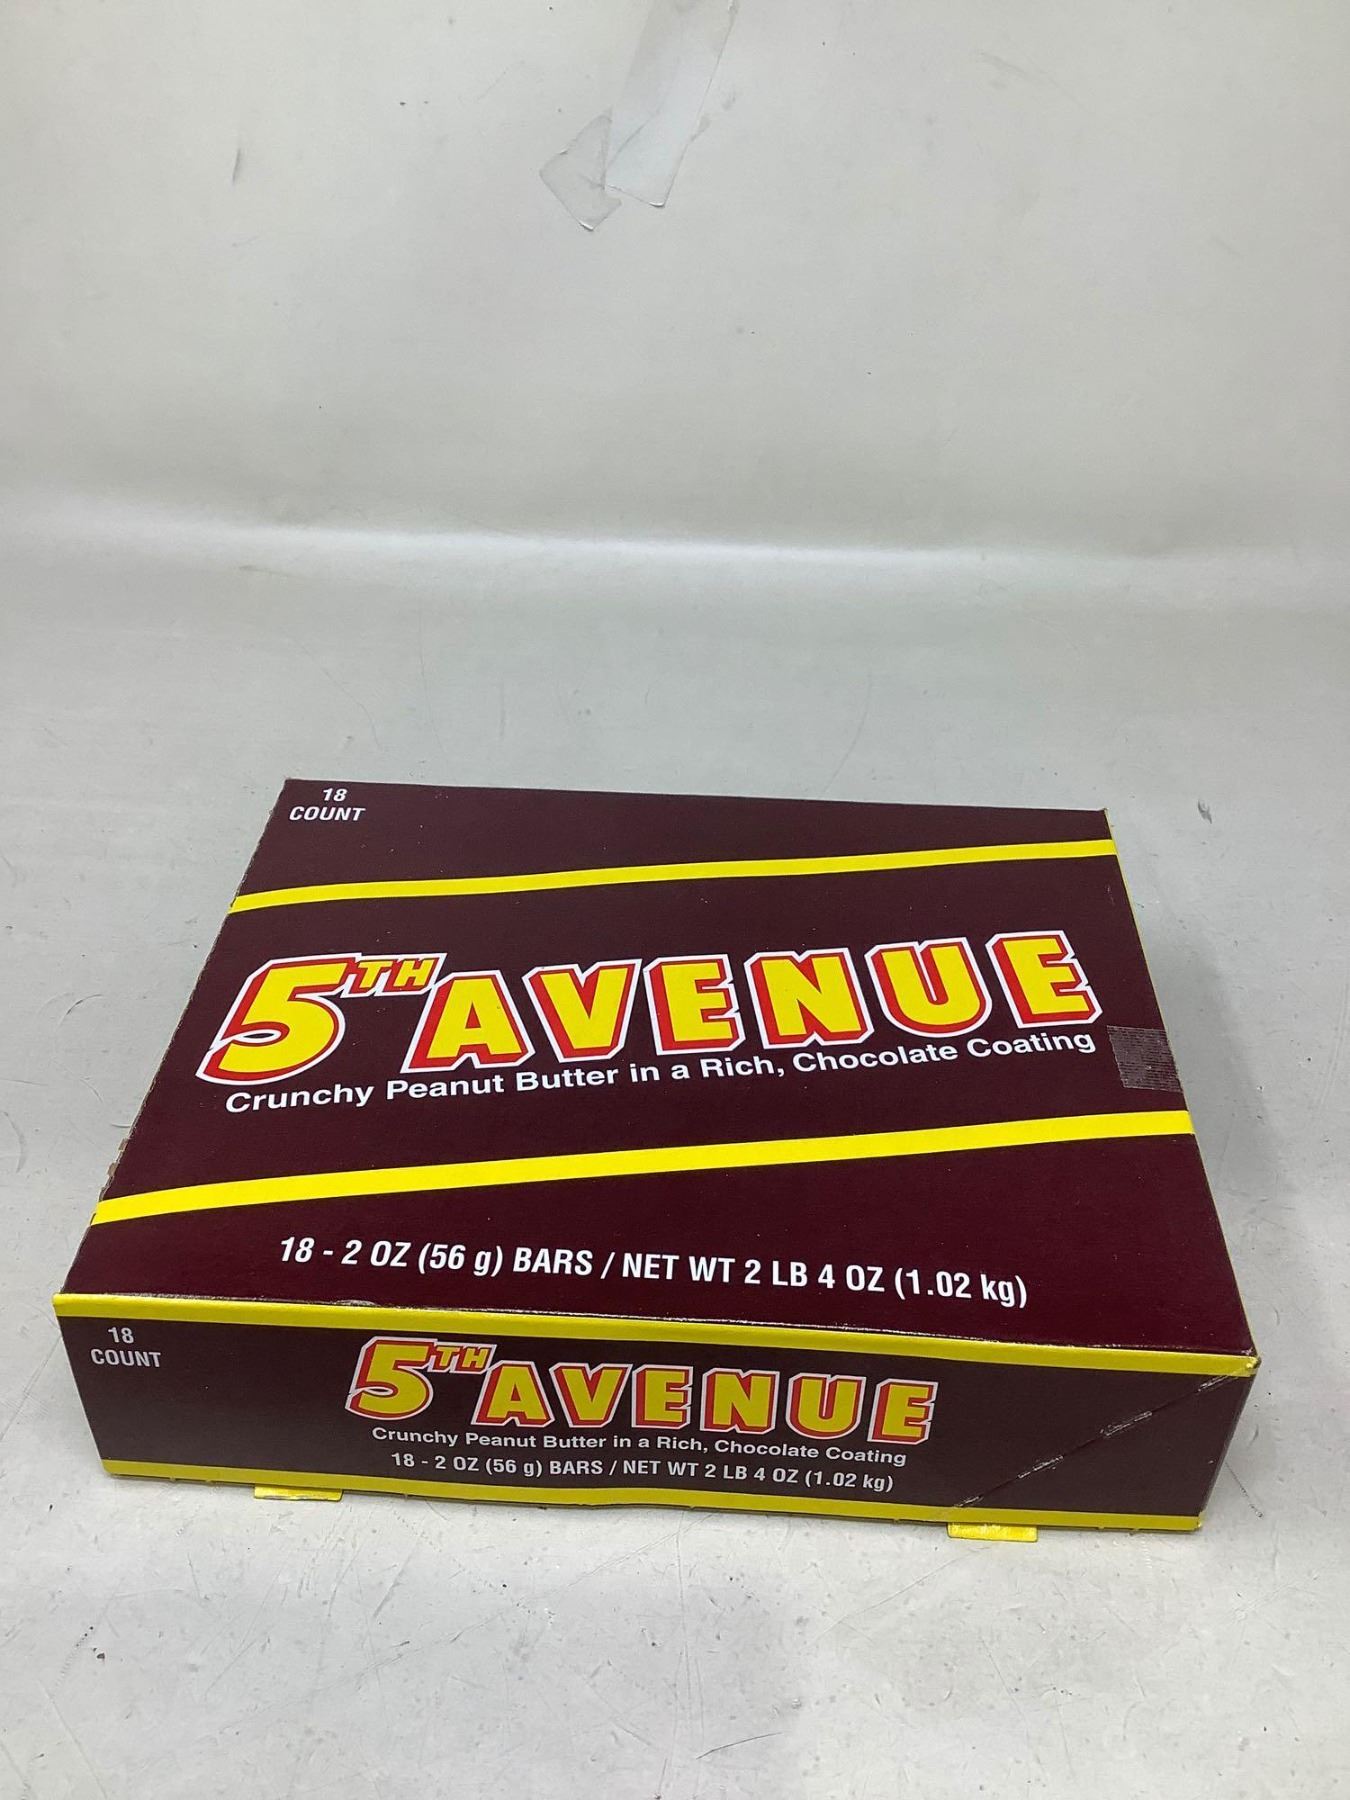 18
COUNT
5TH AVENUE
Crunchy Peanut Butter in a Rich, Chocolate Coating
18 - 2 OZ (56 g) BARS / NET WT 2 LB 4 OZ (1.02 kg)
18
COUNT
5TH AVENUE
Crunchy Peanut Butter in a Rich, Chocolate Coating
18 - 2 OZ (56 g) BARS / NET WT 2 LB 4 OZ (1.02 kg)